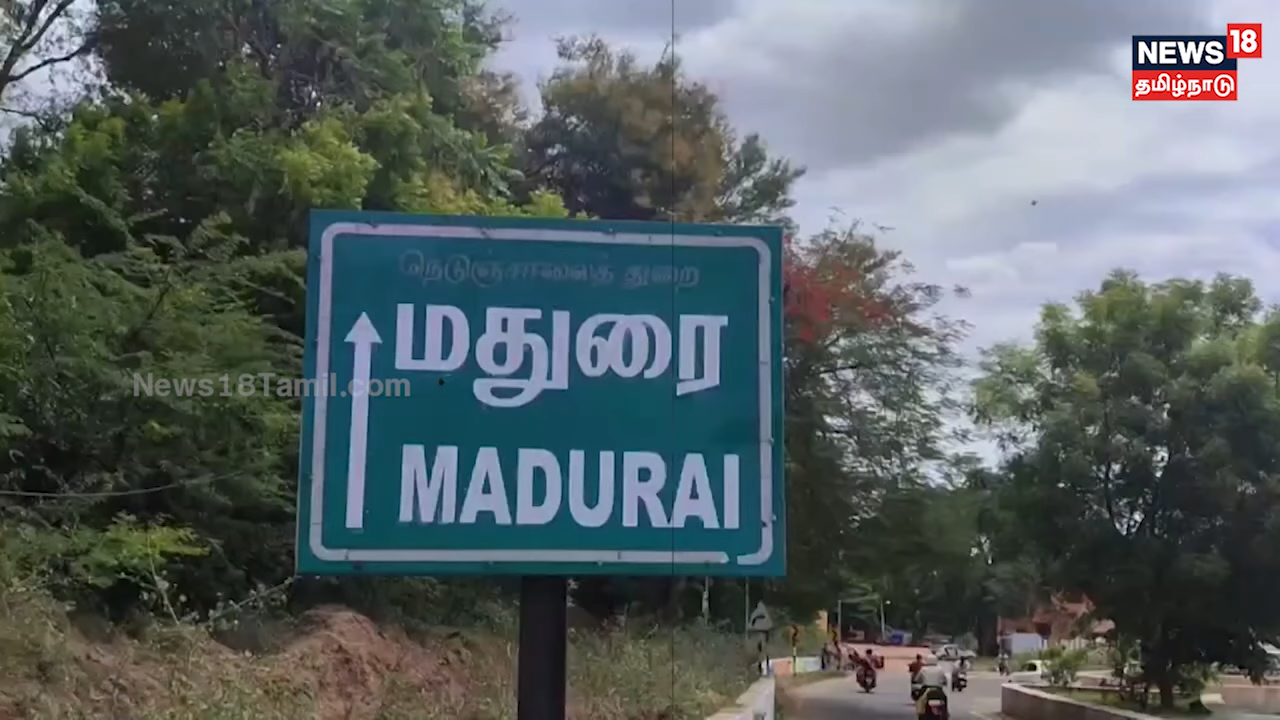 NEWS 18
தமிழ்நாடு
நெடுஞ்சாலைத் துறை
மதுரை
News18Tamil.com
MADURAI